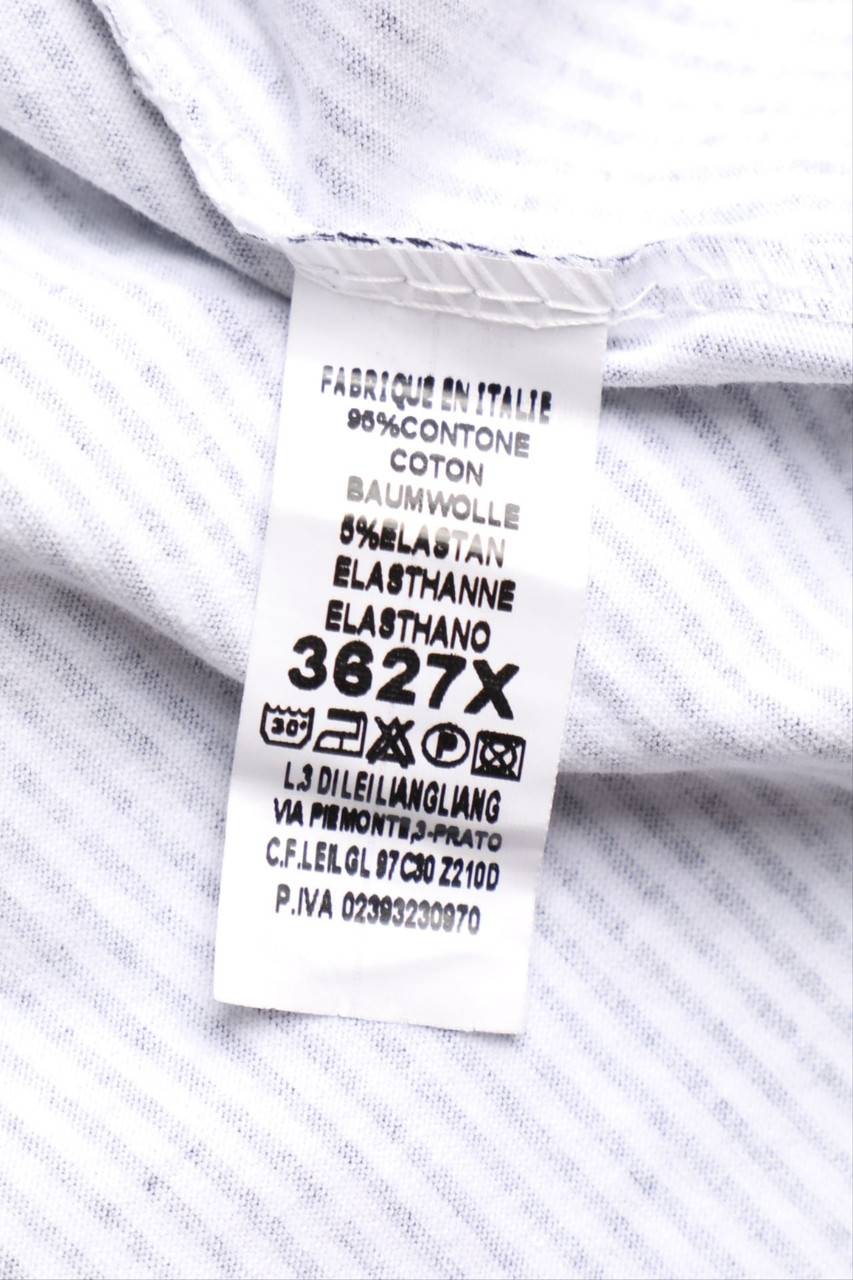 FABRIQUE EN ITALIE
95%CONTONE
COTON
BAUMWOLLE
5%ELASTAN
ELASTHANNE
ELASTHANO
3627X
30° P
L.3 DI LEI LIANGLIANG
VIA PIEMONTE,3-PRATO
C.F.LEILGL 97C30 Z210D
P.IVA 02393230970